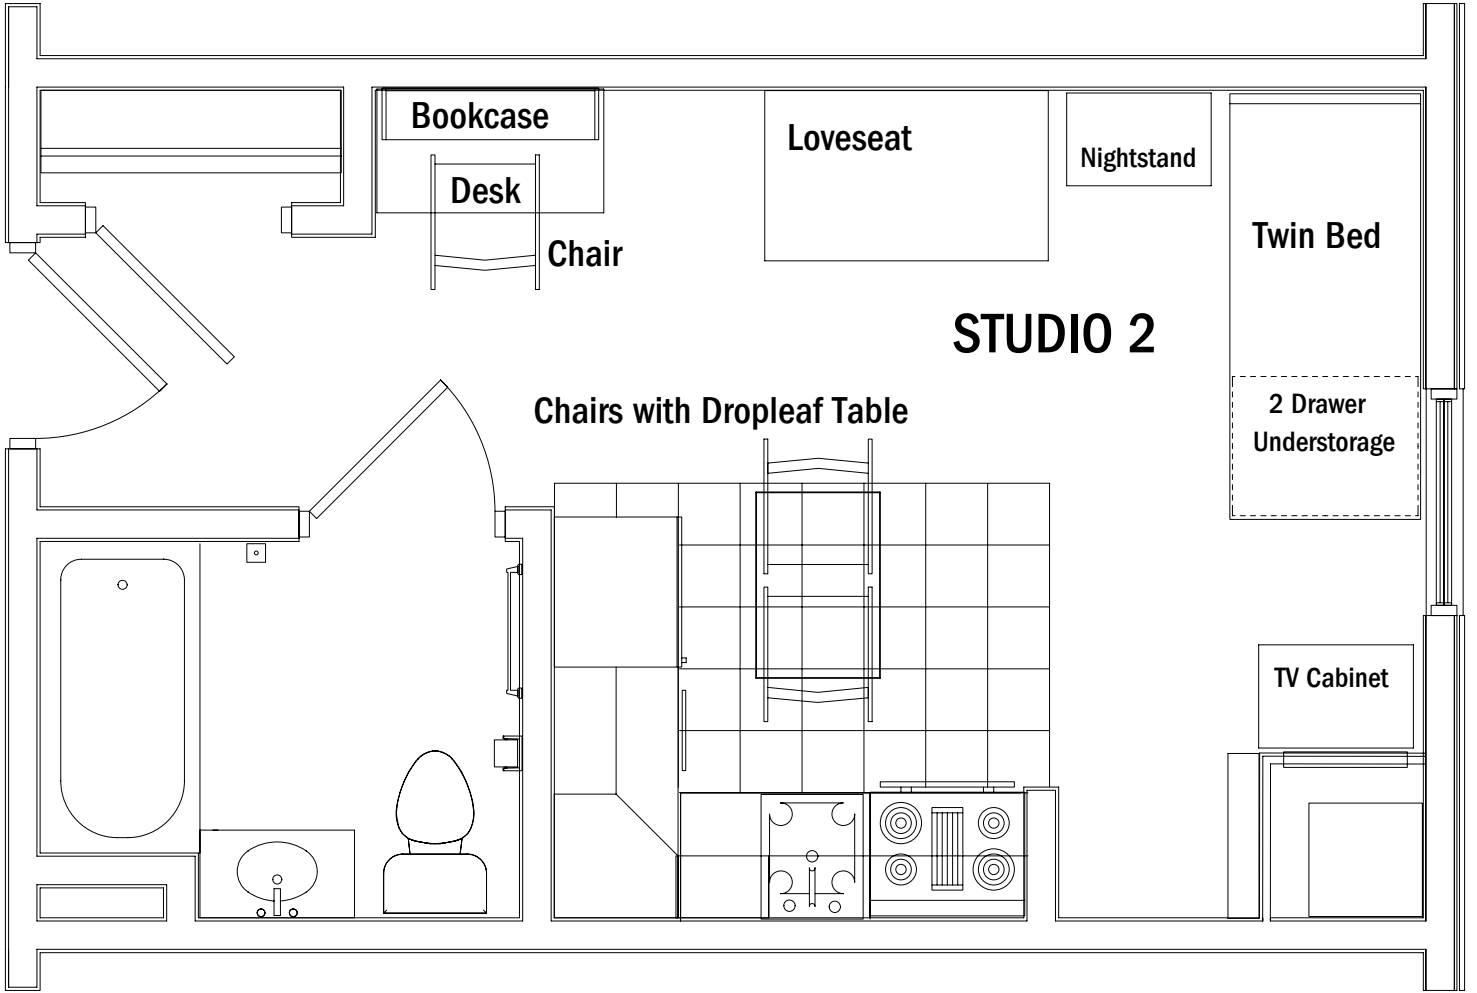 Bookcase
Loveseat
Nightstand
Desk
Chair
Twin Bed
STUDIO 2
Chairs with Dropleaf Table
2 Drawer
Understorage
TV Cabinet